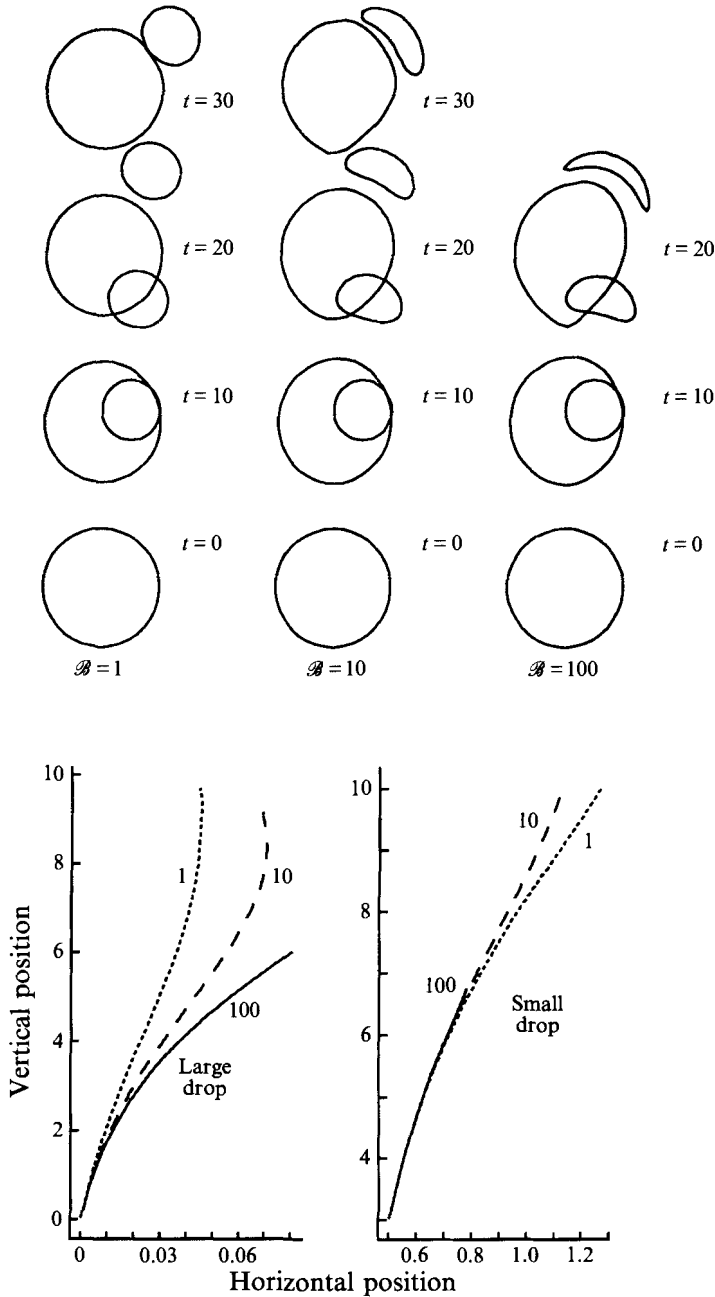 t = 30 t = 30
t = 20 t = 20 t = 20
t = 10 t = 10 t = 10
t = 0 t = 0 t = 0
ℬ = 1 ℬ = 10 ℬ = 100
10 10
10
1
8 8
1 10
6 100
6 Small
drop
100
4 Large
drop
2
4
0
0 0.03 0.06 0.6 0.8 1.0 1.2
Vertical position
Horizontal position